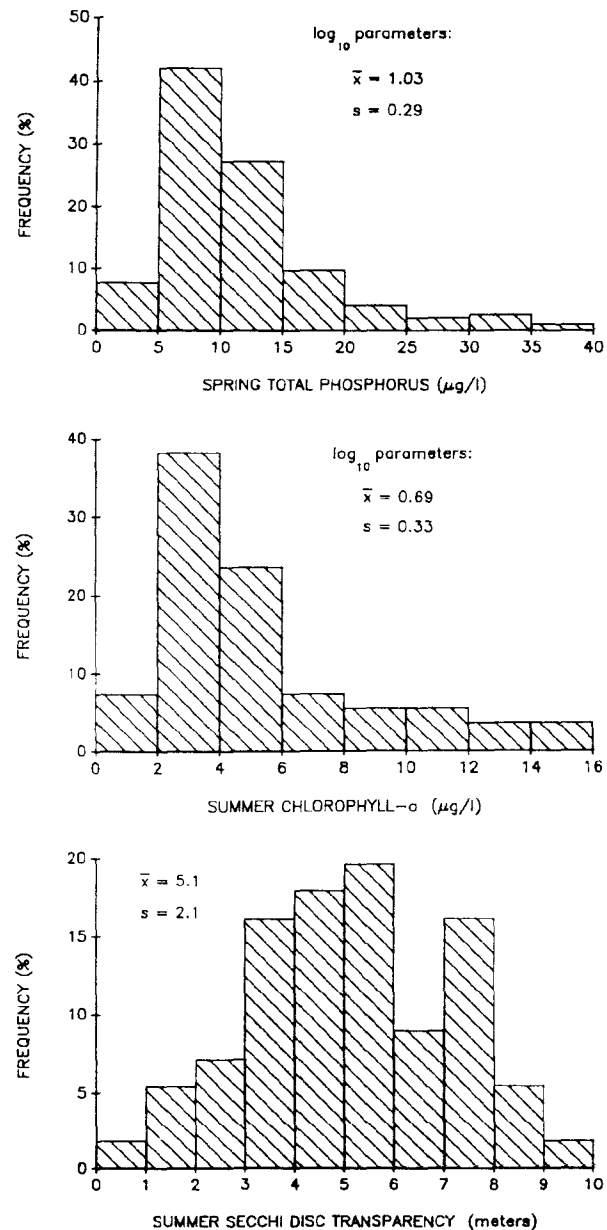 50
40
30
20
10
0
FREQUENCY (%)
log10 parameters:
x̄ = 1.03
s = 0.29
0 5 10 15 20 25 30 35 40
SPRING TOTAL PHOSPHORUS (μg/l)
40
30
20
10
0
FREQUENCY (%)
log10 parameters:
x̄ = 0.69
s = 0.33
0 2 4 6 8 10 12 14 16
SUMMER CHLOROPHYLL-a (μg/l)
20
15
10
5
0
FREQUENCY (%)
x̄ = 5.1
s = 2.1
0 1 2 3 4 5 6 7 8 9 10
SUMMER SECCHI DISC TRANSPARENCY (meters)